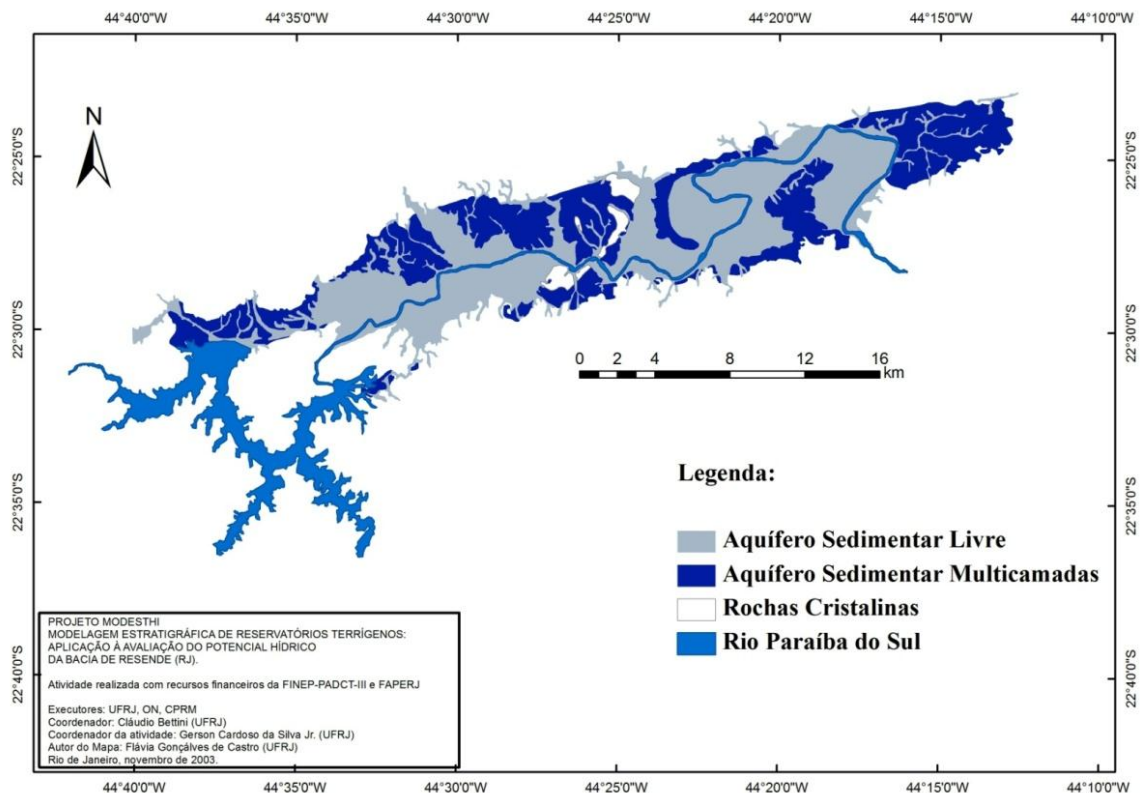 44°40'0"W 44°35'0"W 44°30'0"W 44°25'0"W 44°20'0"W 44°15'0"W 44°10'0"W
N
22°25'0"S 22°25'0"S
22°30'0"S 22°30'0"S
0 2 4 8 12 16
km
Legenda:
22°35'0"S 22°35'0"S
Aquífero Sedimentar Livre
Aquífero Sedimentar Multicamadas
Rochas Cristalinas
Rio Paraíba do Sul
22°40'0"S 22°40'0"S
PROJETO MODESTHI
MODELAGEM ESTRATIGRÁFICA DE RESERVATÓRIOS TERRÍGENOS:
APLICAÇÃO À AVALIAÇÃO DO POTENCIAL HÍDRICO
DA BACIA DE RESENDE (RJ).
Atividade realizada com recursos financeiros da FINEP-PADCT-III e FAPERJ
Executores: UFRJ, ON, CPRM
Coordenador: Cláudio Bettini (UFRJ)
Coordenador da atividade: Gerson Cardoso da Silva Jr. (UFRJ)
Autor do Mapa: Flávia Gonçálves de Castro (UFRJ)
Rio de Janeiro, novembro de 2003.
44°40'0"W 44°35'0"W 44°30'0"W 44°25'0"W 44°20'0"W 44°15'0"W 44°10'0"W